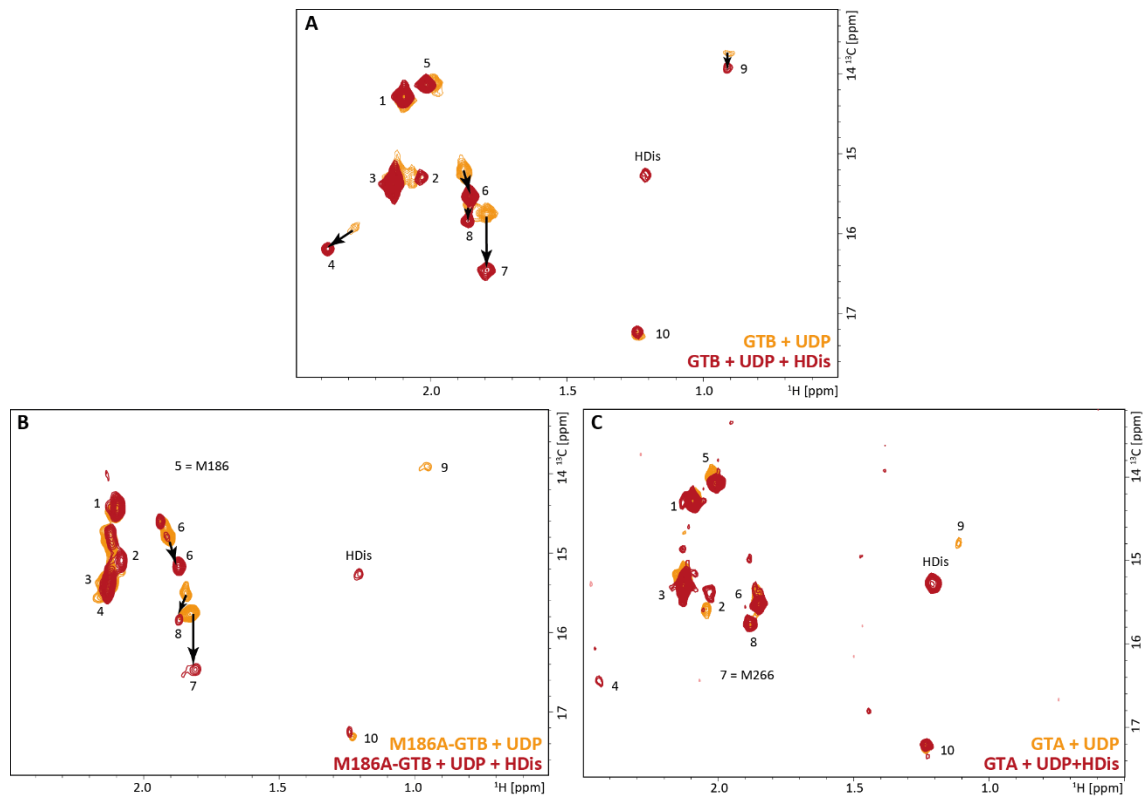 A
13.
14
15
16
17
¹³C [ppm]
5
1
9
HDis
3
2
6
4
8
7
10
GTB + UDP
GTB + UDP + HDis
2.0
1.5
1.0
¹H [ppm]
B
14
15
16
17
¹³C [ppm]
5 = M186
9
1
6
2
6
HDis
3
4
8
7
10
M186A-GTB + UDP
M186A-GTB + UDP + HDis
2.0
1.5
1.0
¹H [ppm]
C
14
15
16
17
¹³C [ppm]
5
1
9
HDis
3
2
6
8
7 = M266
4
10
GTA + UDP
GTA + UDP+HDis
2.0
1.5
1.0
¹H [ppm]